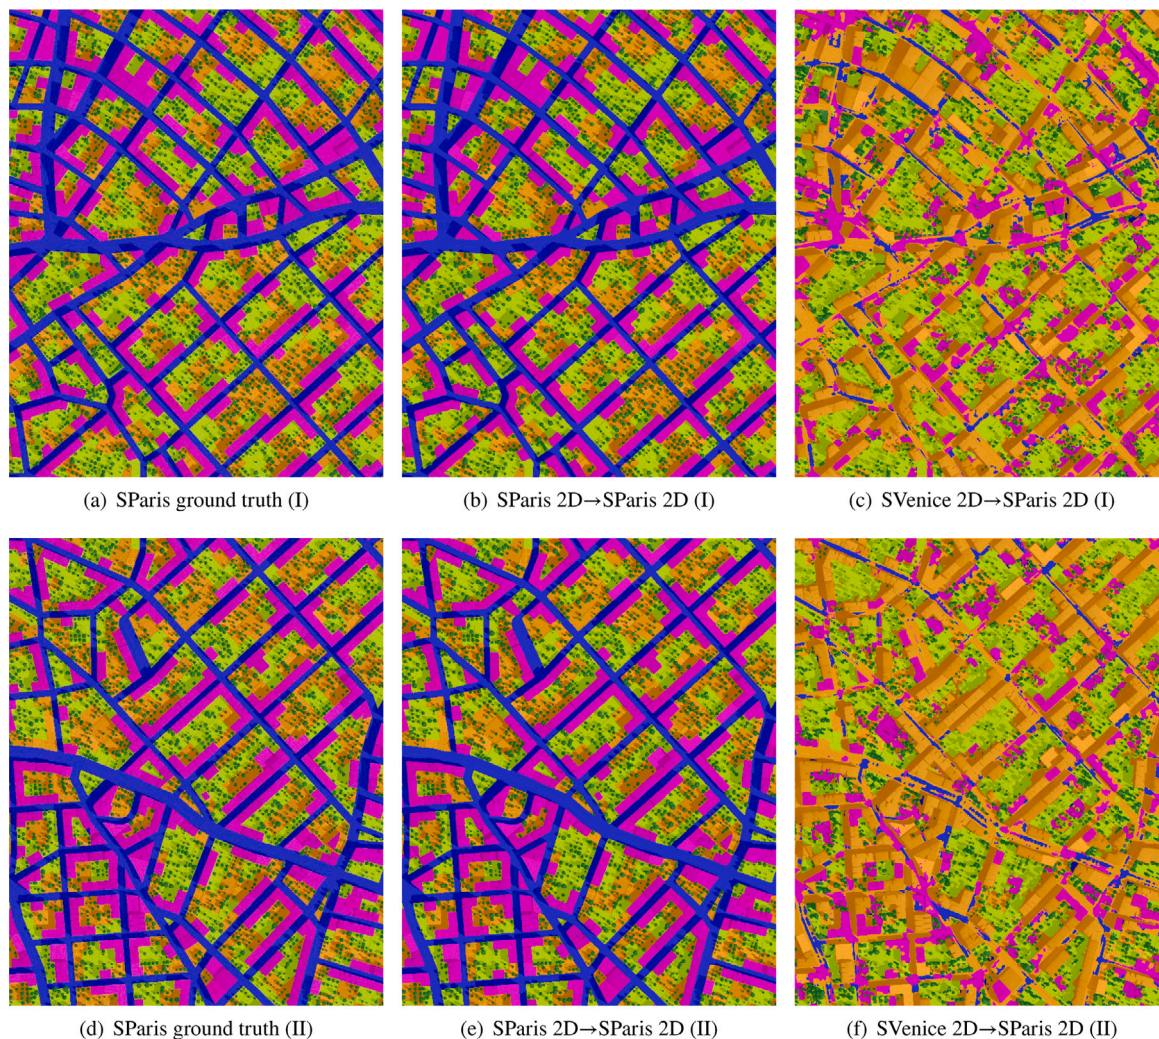 (a) SParis ground truth (I)
(b) SParis 2D→SParis 2D (I)
(c) SVenice 2D→SParis 2D (I)
(d) SParis ground truth (II)
(e) SParis 2D→SParis 2D (II)
(f) SVenice 2D→SParis 2D (II)